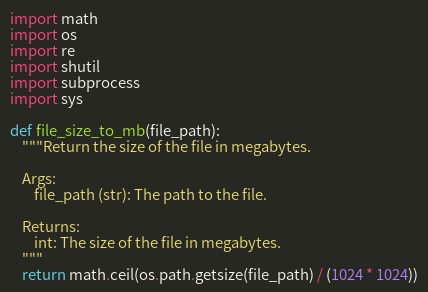 import math
import os
import re
import shutil
import subprocess
import sys

def file_size_to_mb(file_path):
    """Return the size of the file in megabytes.

    Args:
        file_path (str): The path to the file.

    Returns:
        int: The size of the file in megabytes.
    """
    return math.ceil(os.path.getsize(file_path) / (1024 * 1024))